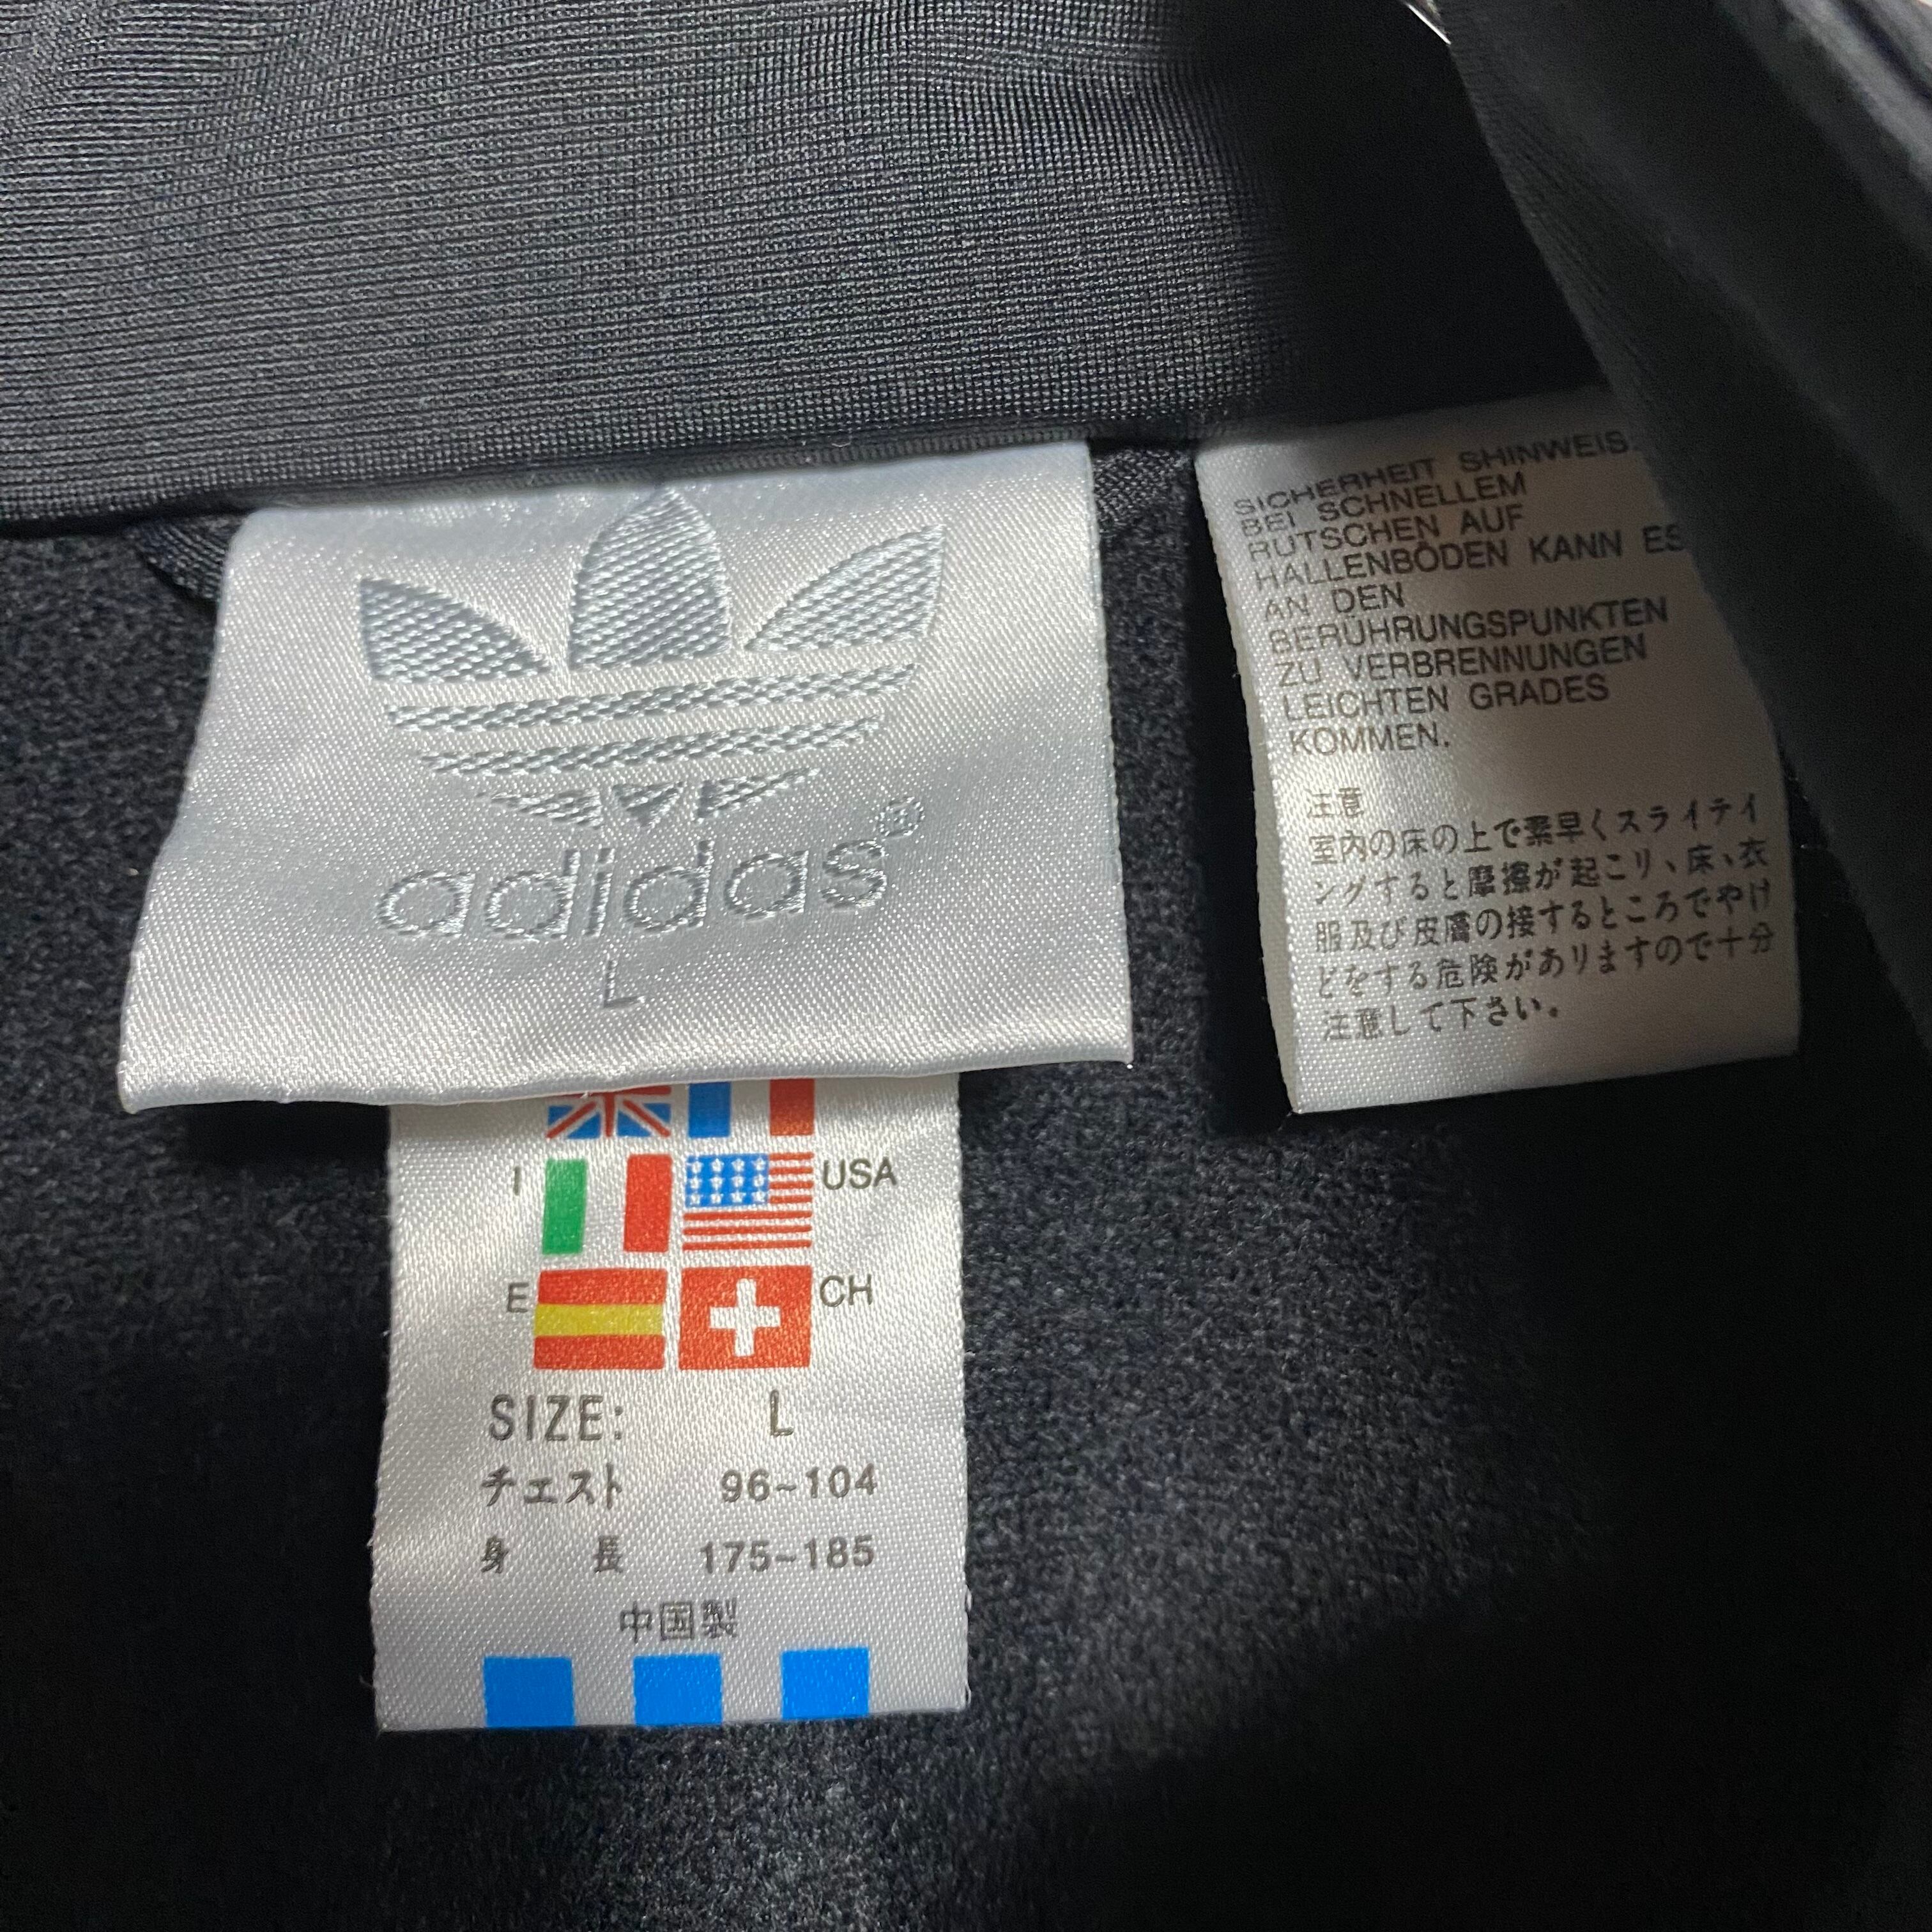 adidas®
L
I
USA
E
CH
SIZE: L
チェスト 96~104
身 長 175~185
中国製
SICHERHEIT SHINWEIS.
BEI SCHNELLEM
RUTSCHEN AUF
HALLENBÖDEN KANN ES
AN DEN
BERÜHRUNGSPUNKTEN
ZU VERBRENNUNGEN
LEICHTEN GRADES
KOMMEN.
注意
室内の床の上で素早くスライテイ
ングすると摩擦が起こり、床、衣
服及び皮膚の接するところでやけ
どをする危険がありますので十分
注意して下さい。